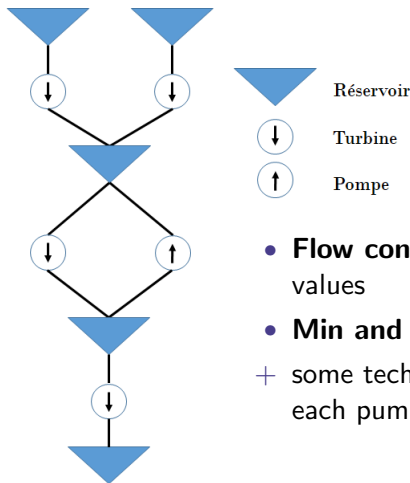 Réservoir
Turbine
Pompe
• Flow con
values
• Min and
+ some tech
each pum